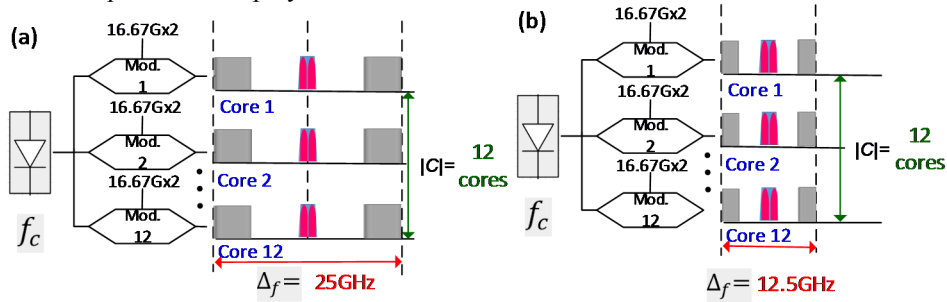 (a)
16.67Gx2
Mod.
1
Core 1
16.67Gx2
Mod.
2
Core 2
16.67Gx2
Mod.
12
Core 12
f_c
|C|= 12
cores
Δ_f = 25GHz
(b)
16.67Gx2
Mod.
1
Core 1
16.67Gx2
Mod.
2
Core 2
16.67Gx2
Mod.
12
Core 12
f_c
|C|= 12
cores
Δ_f = 12.5GHz